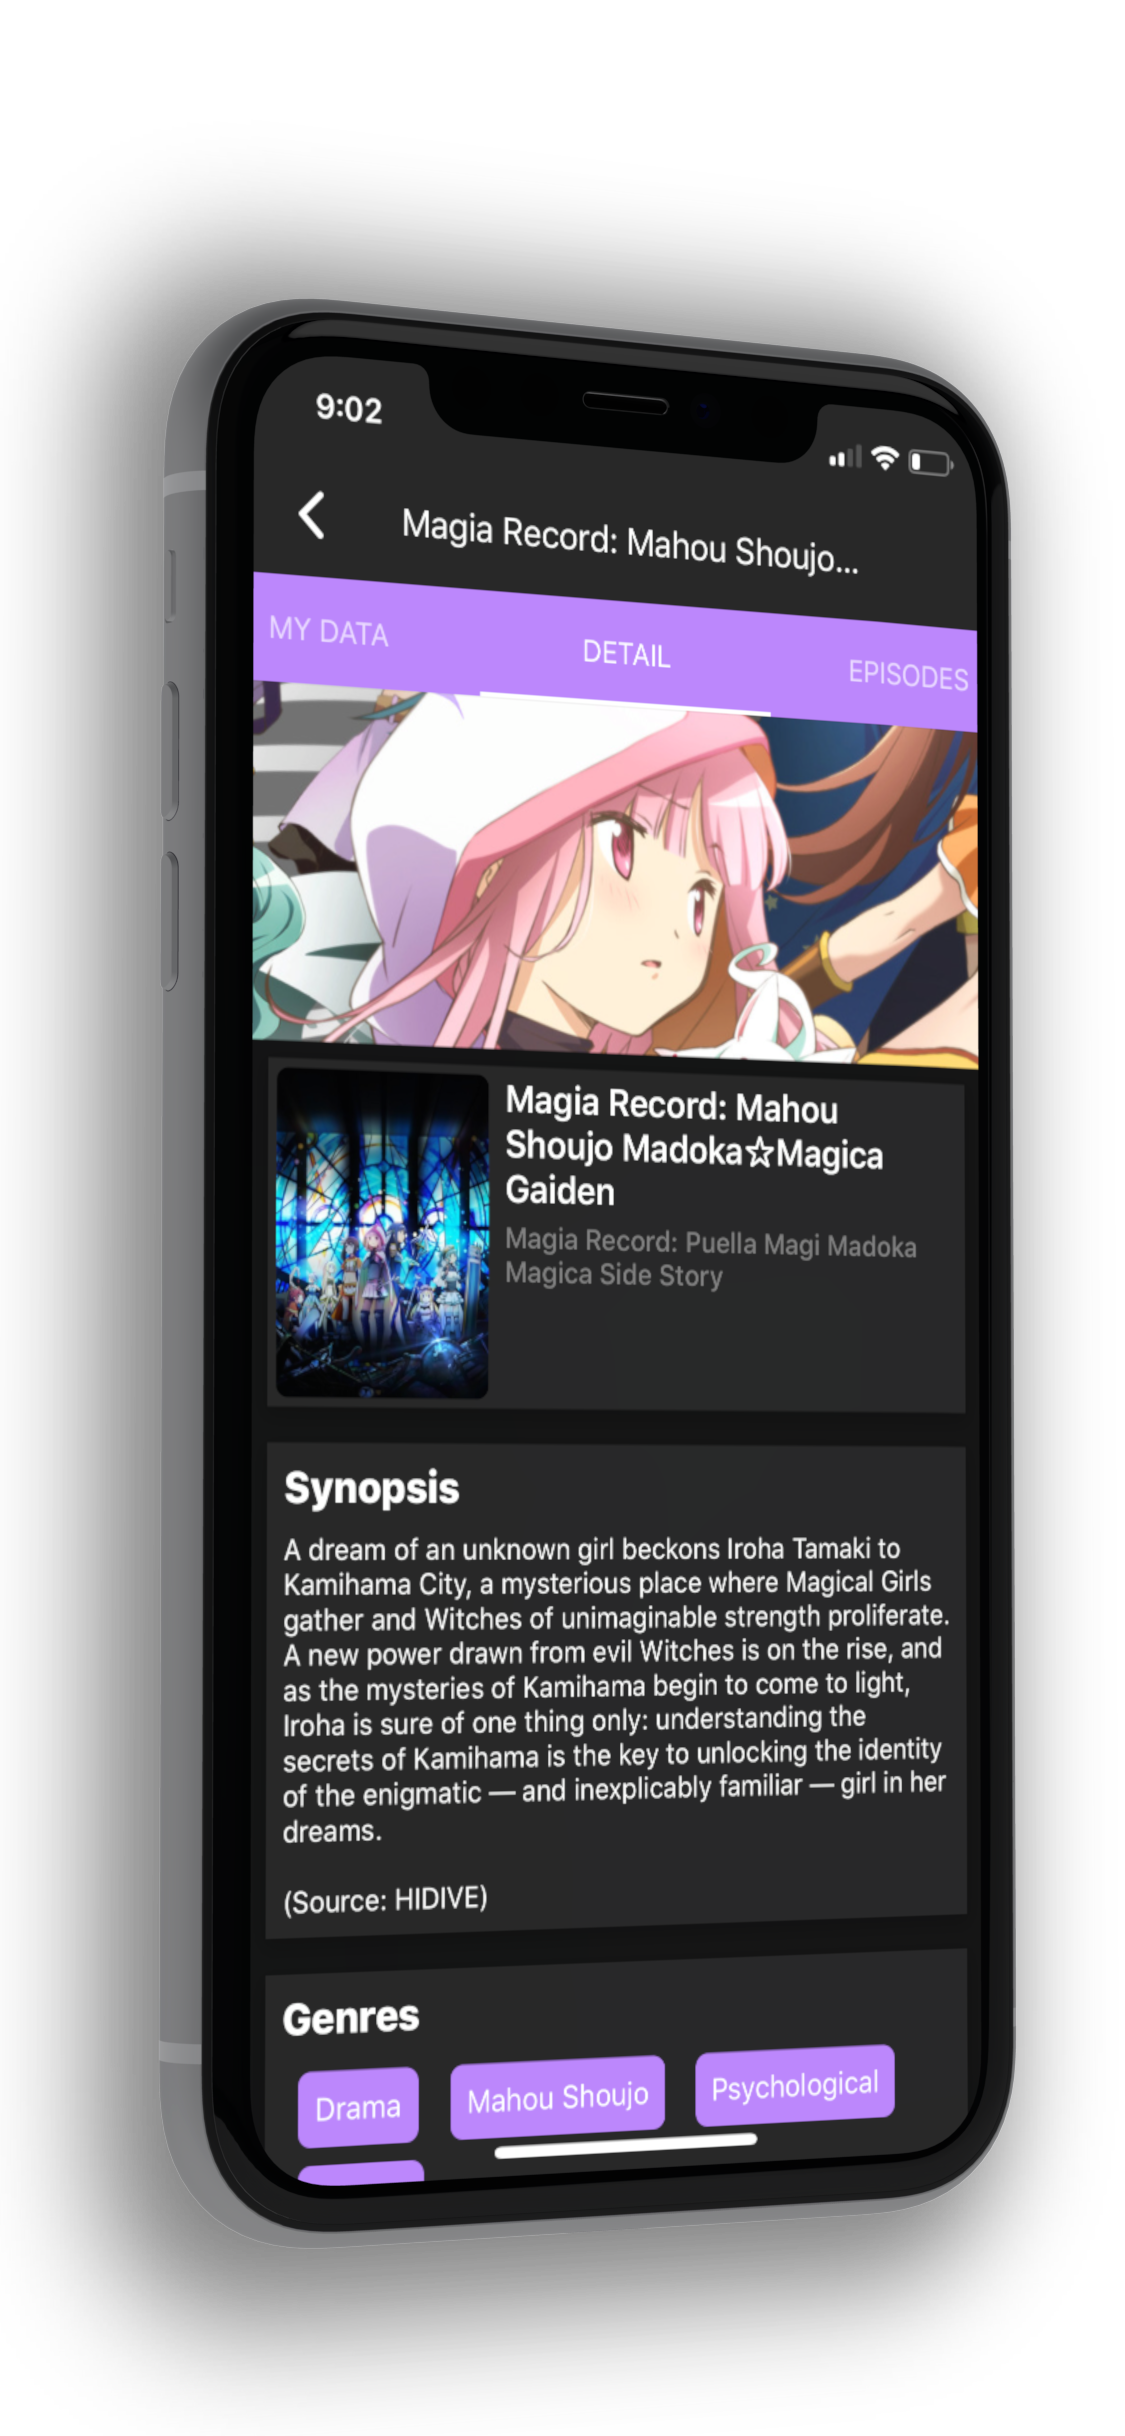 9:02
Magia Record: Mahou Shoujo...
MY DATA
DETAIL
EPISODES
Magia Record: Mahou
Shoujo Madoka☆Magica
Gaiden
Magia Record: Puella Magi Madoka
Magica Side Story
Synopsis
A dream of an unknown girl beckons Iroha Tamaki to
Kamihama City, a mysterious place where Magical Girls
gather and Witches of unimaginable strength proliferate.
A new power drawn from evil Witches is on the rise, and
as the mysteries of Kamihama begin to come to light,
Iroha is sure of one thing only: understanding the
secrets of Kamihama is the key to unlocking the identity
of the enigmatic — and inexplicably familiar — girl in her
dreams.
(Source: HIDIVE)
Genres
Drama
Mahou Shoujo
Psychological